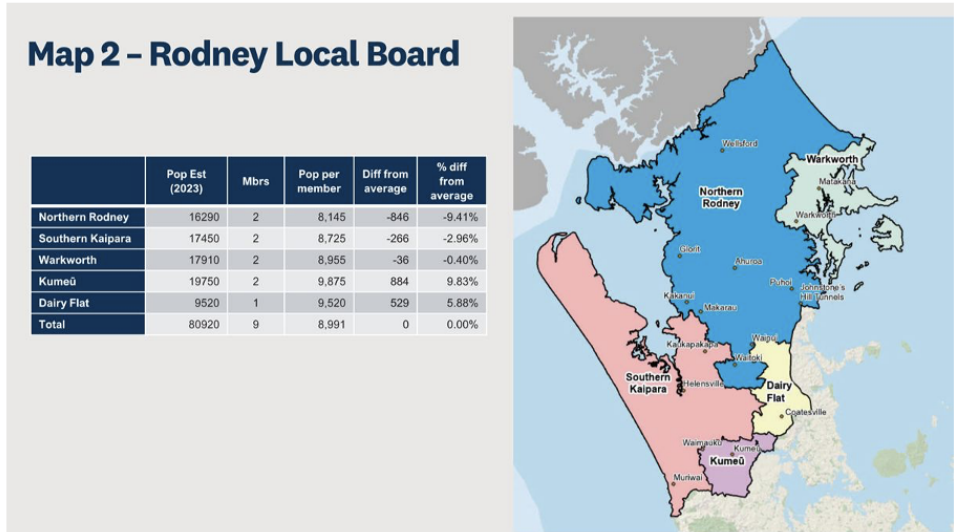 Map 2 – Rodney Local Board
Pop Est (2023) Mbrs Pop per member Diff from average % diff from average
Northern Rodney 16290 2 8,145 -846 -9.41%
Southern Kaipara 17450 2 8,725 -266 -2.96%
Warkworth 17910 2 8,955 -36 -0.40%
Kumeū 19750 2 9,875 884 9.83%
Dairy Flat 9520 1 9,520 529 5.88%
Total 80920 9 8,991 0 0.00%
Wellsford
Warkworth
Matakana
Northern
Rodney
Warkworth
Glorit
Ahuroa
Puhoi
Johnstone's
Hill Tunnels
Kakanui
Makarau
Kaukapakapa
Waipui
Waitoki
Southern
Kaipara
Helensville
Dairy
Flat
Coatesville
Waimauku
Kumeū
Kumeū
Muriwai